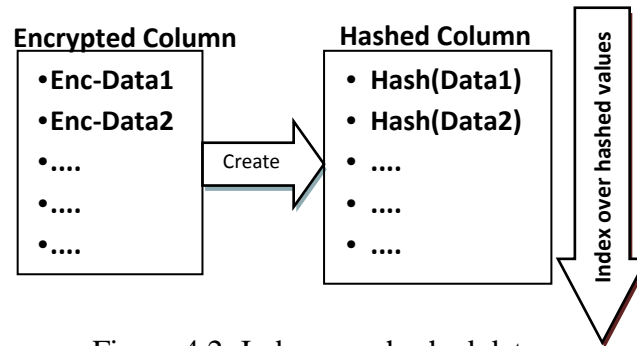 Encrypted Column
•Enc-Data1
•Enc-Data2
•....
•....
•....
Create
Hashed Column
• Hash(Data1)
• Hash(Data2)
• ....
• ....
• ....
Index over hashed values